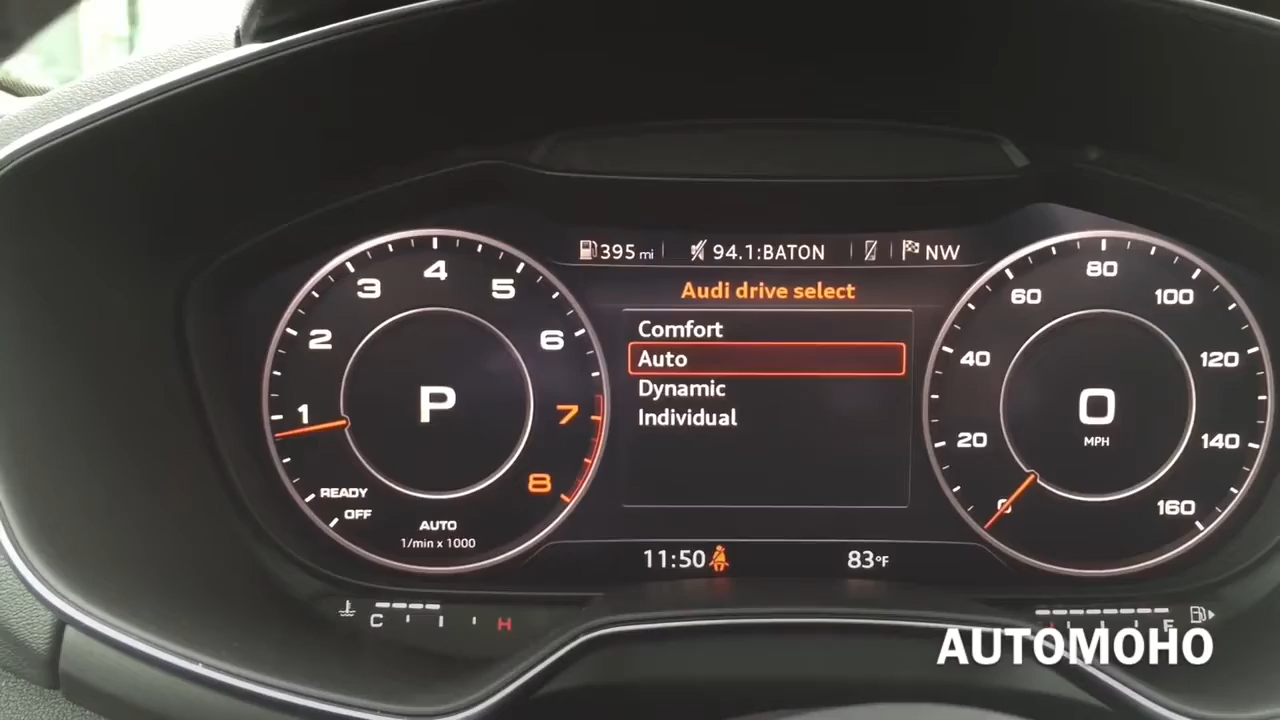 395 mi 94.1:BATON NW
Audi drive select
Comfort
Auto
Dynamic
Individual
1 2 3 4 5 6 7 8
P
READY
OFF
AUTO
1/min x 1000
0 20 40 60 80 100 120 140 160
0
MPH
11:50 83°F
C H
F
AUTOMOHO